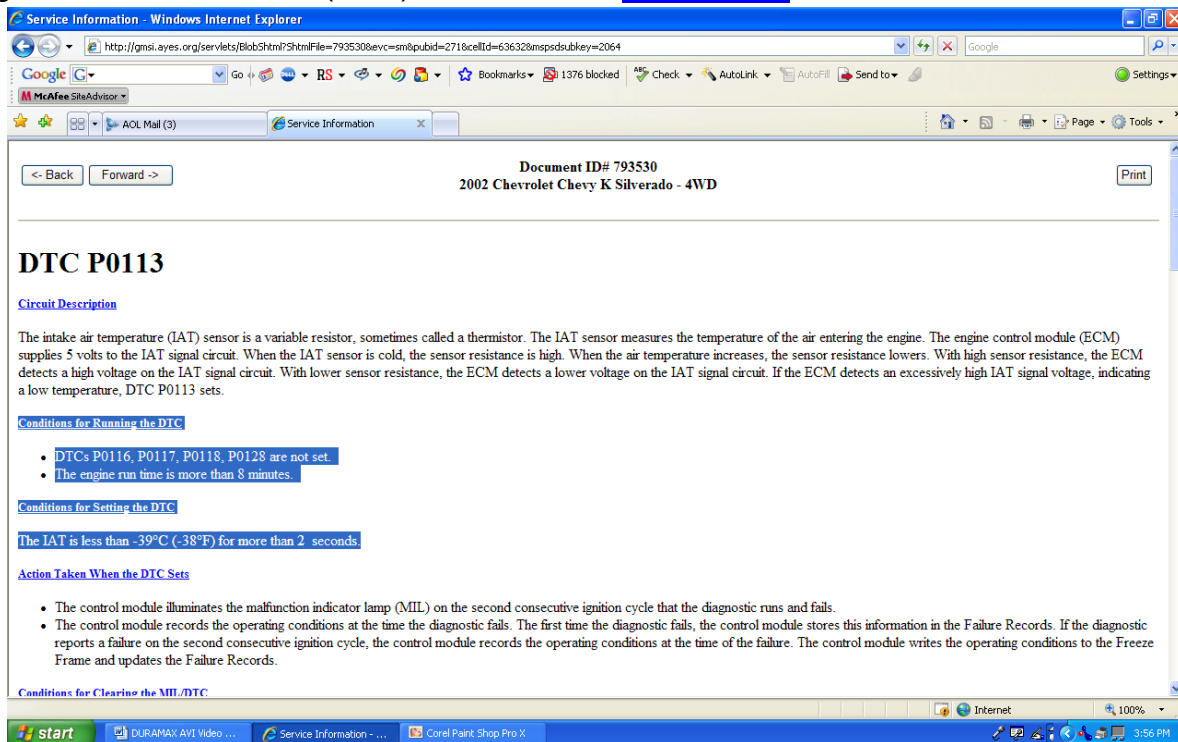 Service Information - Windows Internet Explorer
http://gmsi.ayes.org/servlets/BlobShtml?ShtmlFile=793530&evc=sm&pubid=271&cellId=63632&mspsdsubkey=2064
Google
Google G Go RS Bookmarks 1376 blocked Check AutoLink AutoFill Send to Settings
McAfee SiteAdvisor
AOL Mail (3) Service Information x Page Tools
<- Back Forward -> Document ID# 793530 Print
2002 Chevrolet Chevy K Silverado - 4WD
DTC P0113
Circuit Description
The intake air temperature (IAT) sensor is a variable resistor, sometimes called a thermistor. The IAT sensor measures the temperature of the air entering the engine. The engine control module (ECM)
supplies 5 volts to the IAT signal circuit. When the IAT sensor is cold, the sensor resistance is high. When the air temperature increases, the sensor resistance lowers. With high sensor resistance, the ECM
detects a high voltage on the IAT signal circuit. With lower sensor resistance, the ECM detects a lower voltage on the IAT signal circuit. If the ECM detects an excessively high IAT signal voltage, indicating
a low temperature, DTC P0113 sets.
Conditions for Running the DTC
• DTCs P0116, P0117, P0118, P0128 are not set.
• The engine run time is more than 8 minutes.
Conditions for Setting the DTC
The IAT is less than -39°C (-38°F) for more than 2 seconds.
Action Taken When the DTC Sets
• The control module illuminates the malfunction indicator lamp (MIL) on the second consecutive ignition cycle that the diagnostic runs and fails.
• The control module records the operating conditions at the time the diagnostic fails. The first time the diagnostic fails, the control module stores this information in the Failure Records. If the diagnostic
reports a failure on the second consecutive ignition cycle, the control module records the operating conditions at the time of the failure. The control module writes the operating conditions to the Freeze
Frame and updates the Failure Records.
Conditions for Clearing the MIL/DTC
Internet 100%
start DURAMAX AVI Video ... Service Information - ... Corel Paint Shop Pro X 3:56 PM